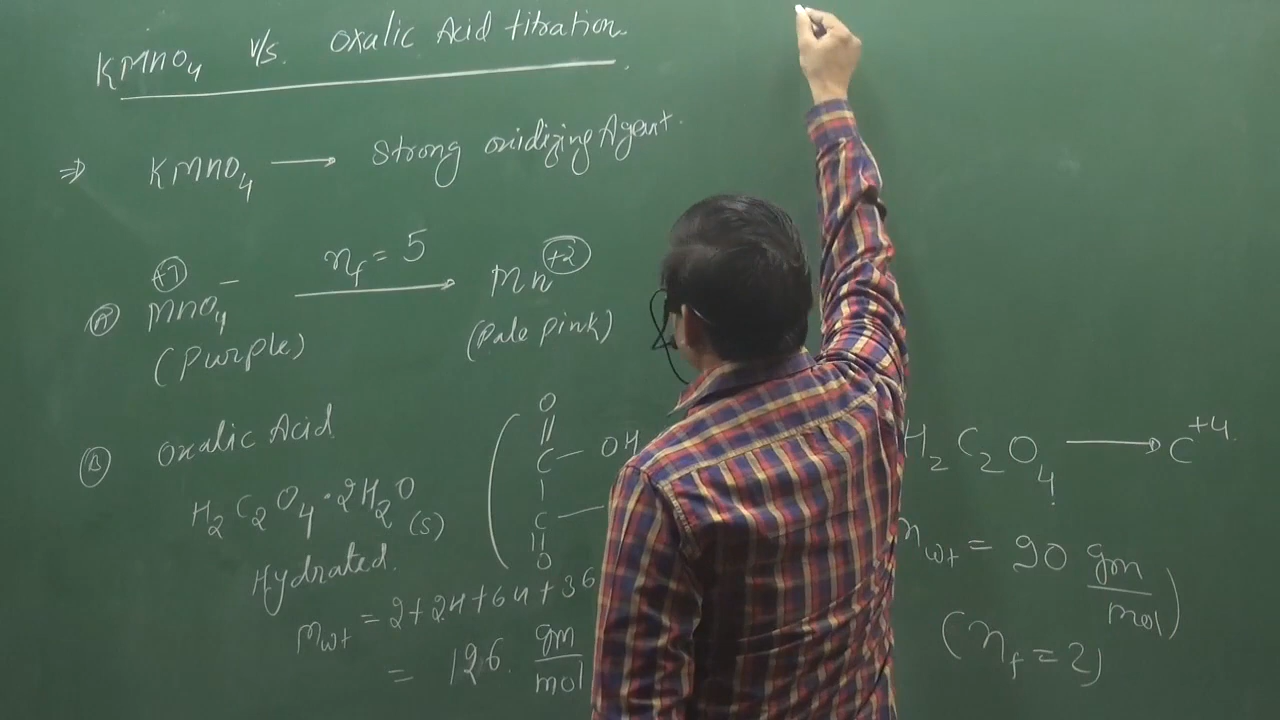 KMnO4 v/s. Oxalic Acid titration.
⇒ KMnO4 → Strong oxidizing Agent.
+7 nf = 5 +2
(A) MnO4⁻ → Mn
(Purple) (Pale pink)
(B) Oxalic Acid
H2C2O4·2H2O (s)
Hydrated.
Mwt = 2+24+64+36
= 126. gm/mol
O
||
C — OH
|
C —
||
O
H2C2O4 → C+4.
Mwt = 90 gm/mol)
(nf = 2)